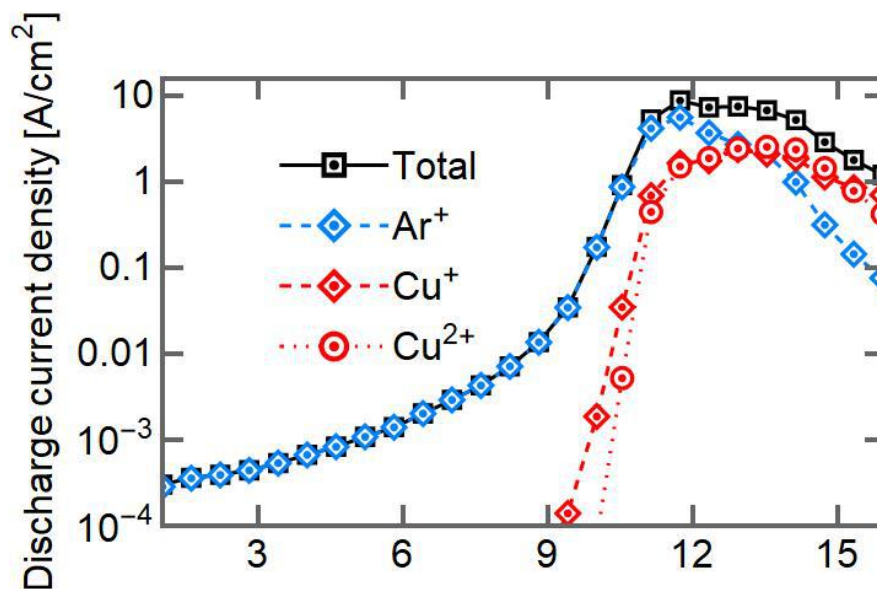 Discharge current density [A/cm²]
10
1
0.1
0.01
10⁻³
10⁻⁴
Total
Ar⁺
Cu⁺
Cu²⁺
3 6 9 12 15